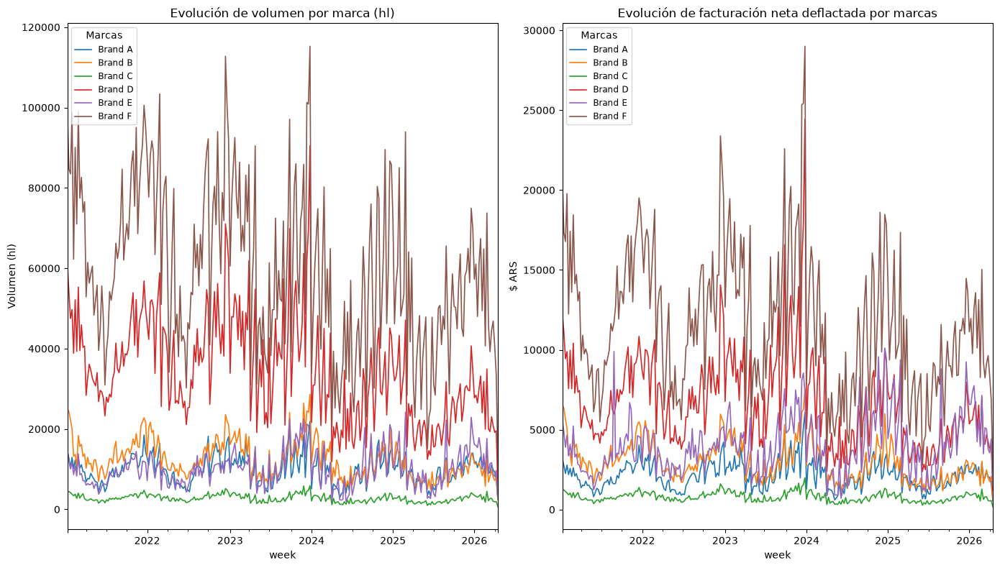 Evolución de volumen por marca (hl)
120000
100000
80000
60000
40000
20000
0
Volumen (hl)
Marcas
Brand A
Brand B
Brand C
Brand D
Brand E
Brand F
2022
2023
2024
2025
2026
week
Evolución de facturación neta deflactada por marcas
30000
25000
20000
15000
10000
5000
0
$ ARS
Marcas
Brand A
Brand B
Brand C
Brand D
Brand E
Brand F
2022
2023
2024
2025
2026
week